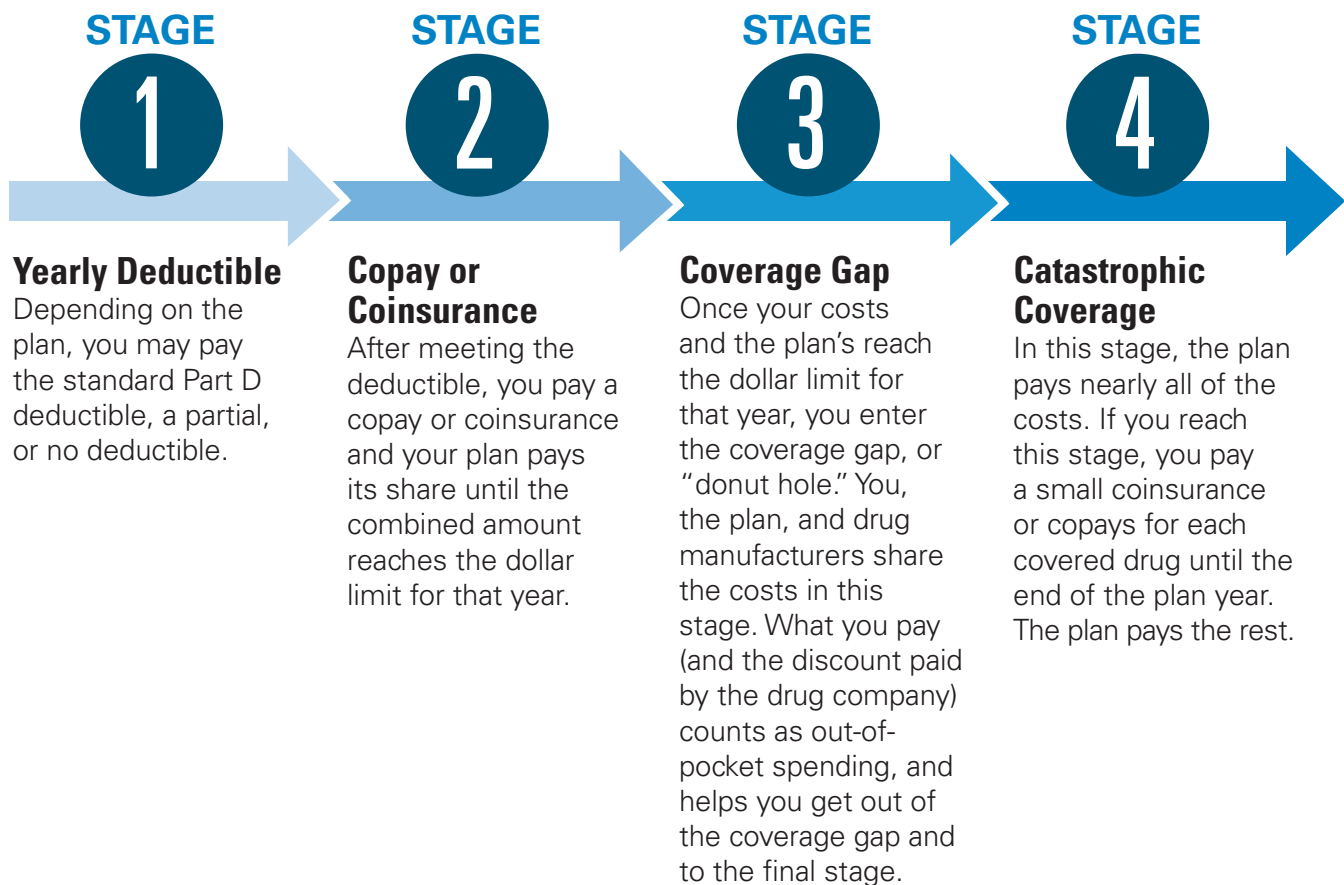 STAGE
1
Yearly Deductible
Depending on the
plan, you may pay
the standard Part D
deductible, a partial,
or no deductible.
STAGE
2
Copay or
Coinsurance
After meeting the
deductible, you pay a
copay or coinsurance
and your plan pays
its share until the
combined amount
reaches the dollar
limit for that year.
STAGE
3
Coverage Gap
Once your costs
and the plan’s reach
the dollar limit for
that year, you enter
the coverage gap, or
“donut hole.” You,
the plan, and drug
manufacturers share
the costs in this
stage. What you pay
(and the discount paid
by the drug company)
counts as out-of-
pocket spending, and
helps you get out of
the coverage gap and
to the final stage.
STAGE
4
Catastrophic
Coverage
In this stage, the plan
pays nearly all of the
costs. If you reach
this stage, you pay
a small coinsurance
or copays for each
covered drug until the
end of the plan year.
The plan pays the rest.